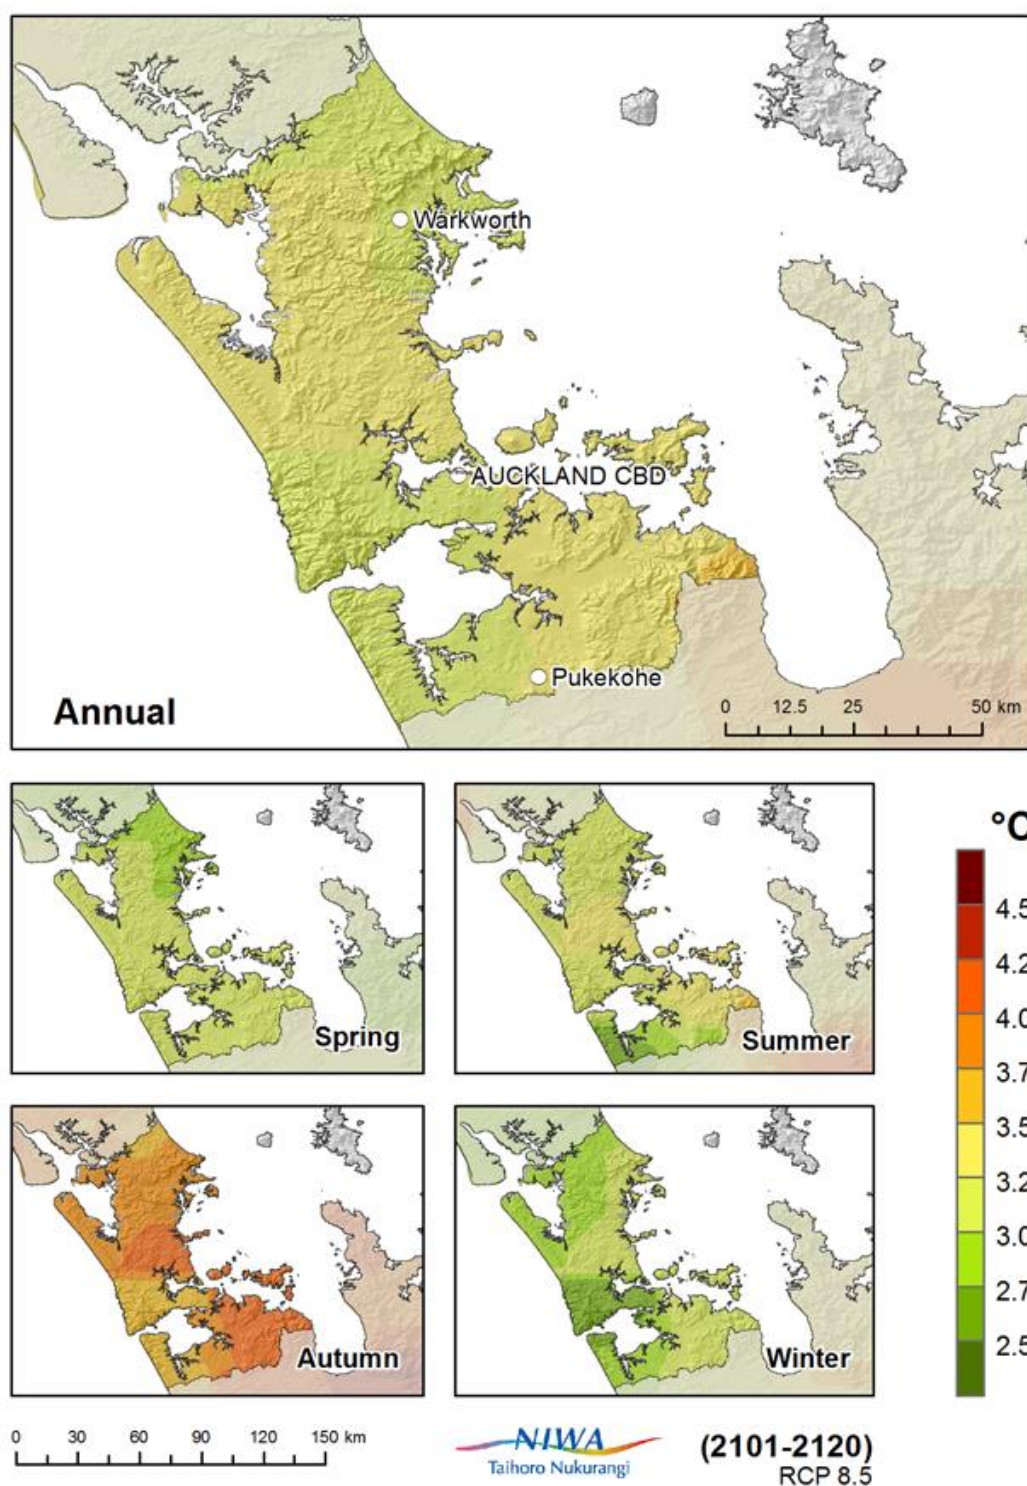 Warkworth
AUCKLAND CBD
Pukekohe
Annual
0 12.5 25 50 km
Spring
Summer
Autumn
Winter
°C
4.5
4.2
4.0
3.7
3.5
3.2
3.0
2.7
2.5
0 30 60 90 120 150 km
NIWA
Taihoro Nukurangi
(2101-2120)
RCP 8.5